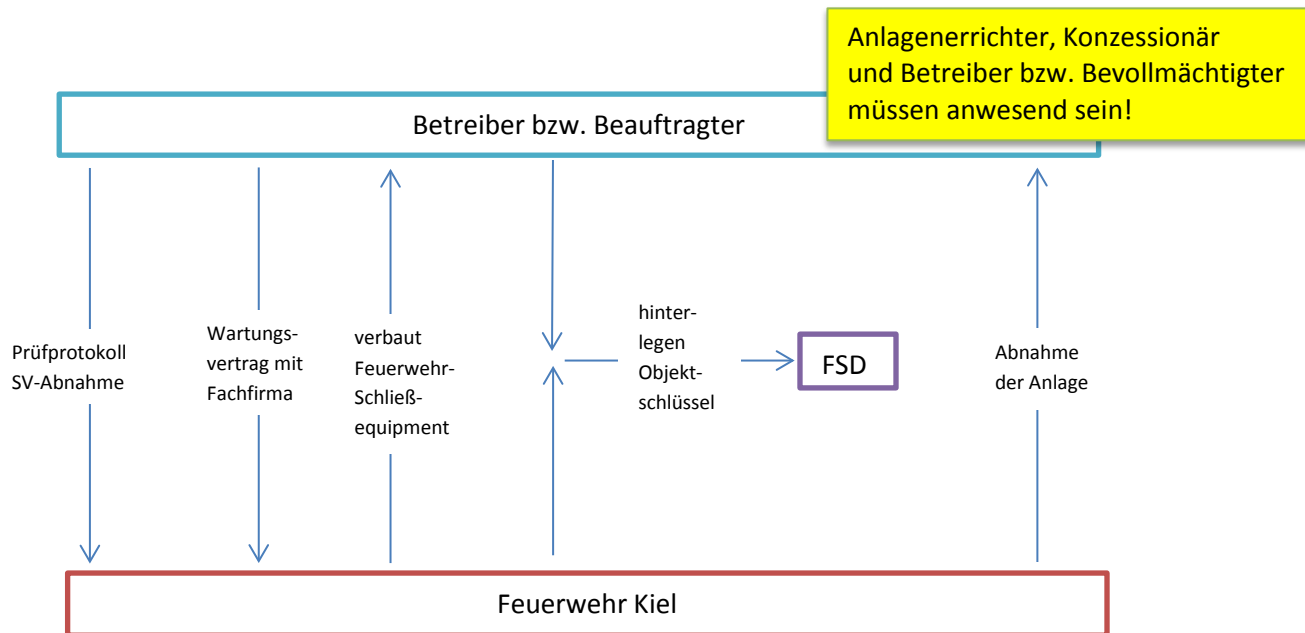 Anlagenerrichter, Konzessionär
und Betreiber bzw. Bevollmächtigter
müssen anwesend sein!
Betreiber bzw. Beauftragter
Prüfprotokoll
SV-Abnahme
Wartungs-
vertrag mit
Fachfirma
verbaut
Feuerwehr-
Schließ-
equipment
hinter-
legen
Objekt-
schlüssel
FSD
Abnahme
der Anlage
Feuerwehr Kiel